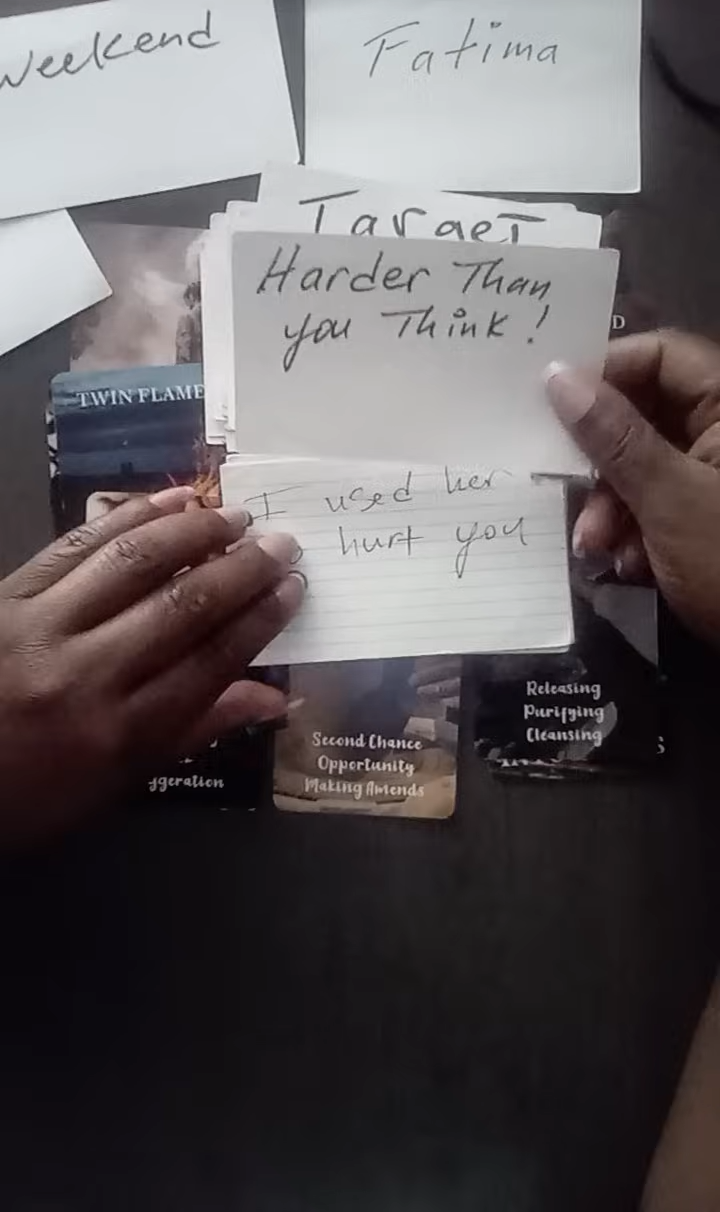 Weekend
Fatima
Target
Harder Than
you Think!
D
TWIN FLAME
I used her
hurt you
Releasing
Purifying
Cleansing
Second Chance
Opportunity
Making Amends
ggeration
S